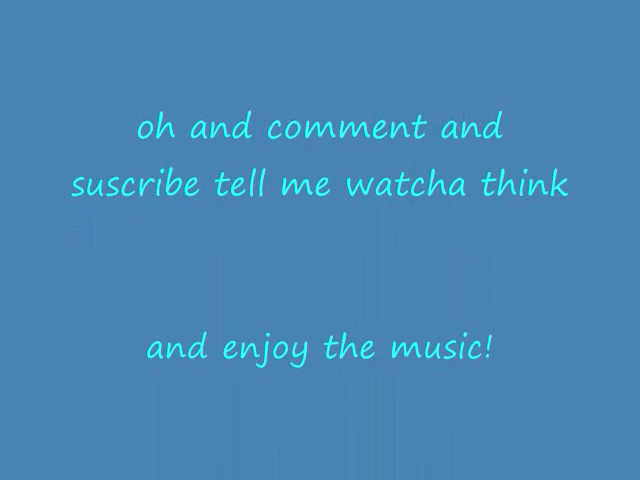 oh and comment and
suscribe tell me watcha think
and enjoy the music!